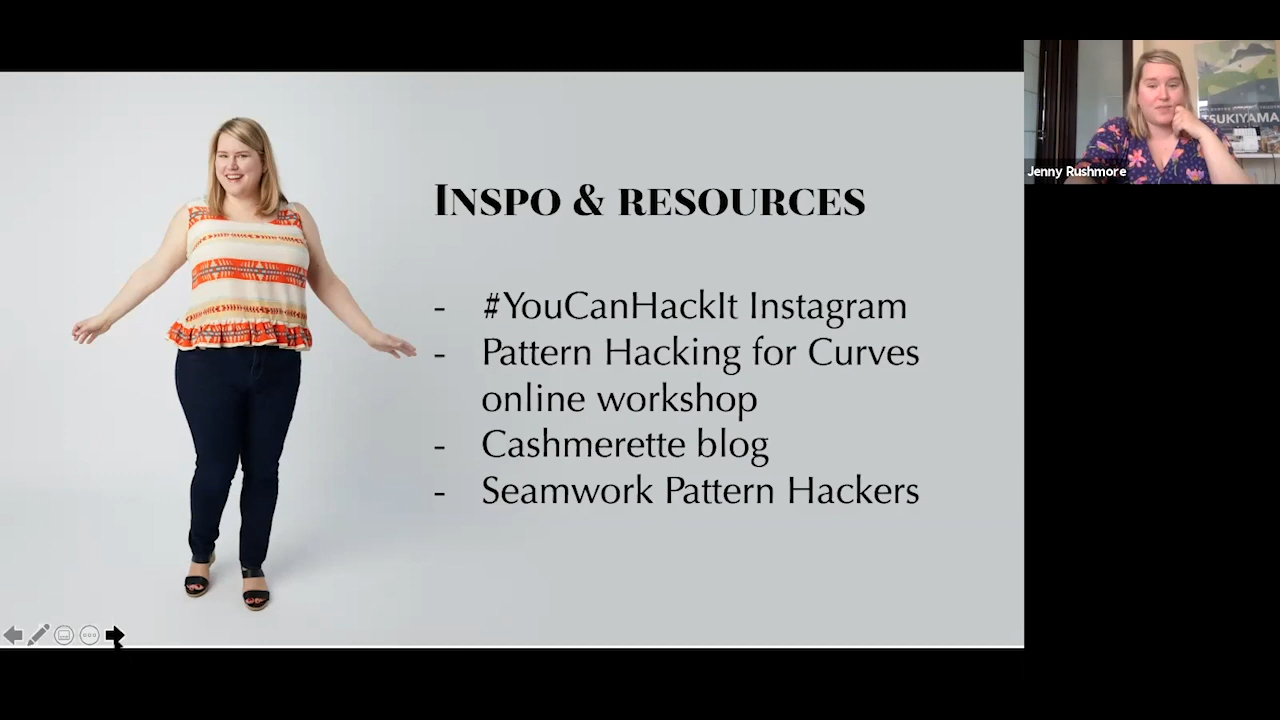 INSPO & RESOURCES
- #YouCanHackIt Instagram
- Pattern Hacking for Curves
online workshop
- Cashmerette blog
- Seamwork Pattern Hackers
TSUKIYAMA
Jenny Rushmore